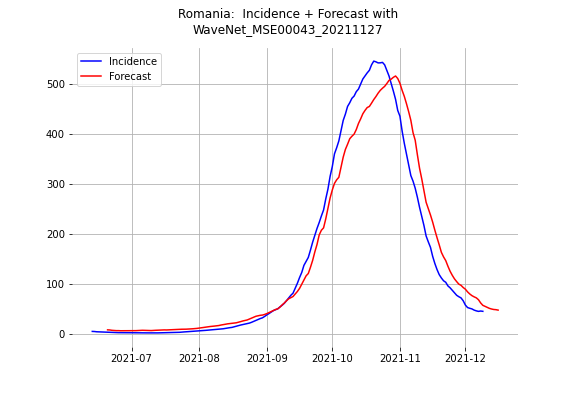 Romania:  Incidence + Forecast with
WaveNet_MSE00043_20211127
Incidence
Forecast
500
400
300
200
100
0
2021-07 2021-08 2021-09 2021-10 2021-11 2021-12